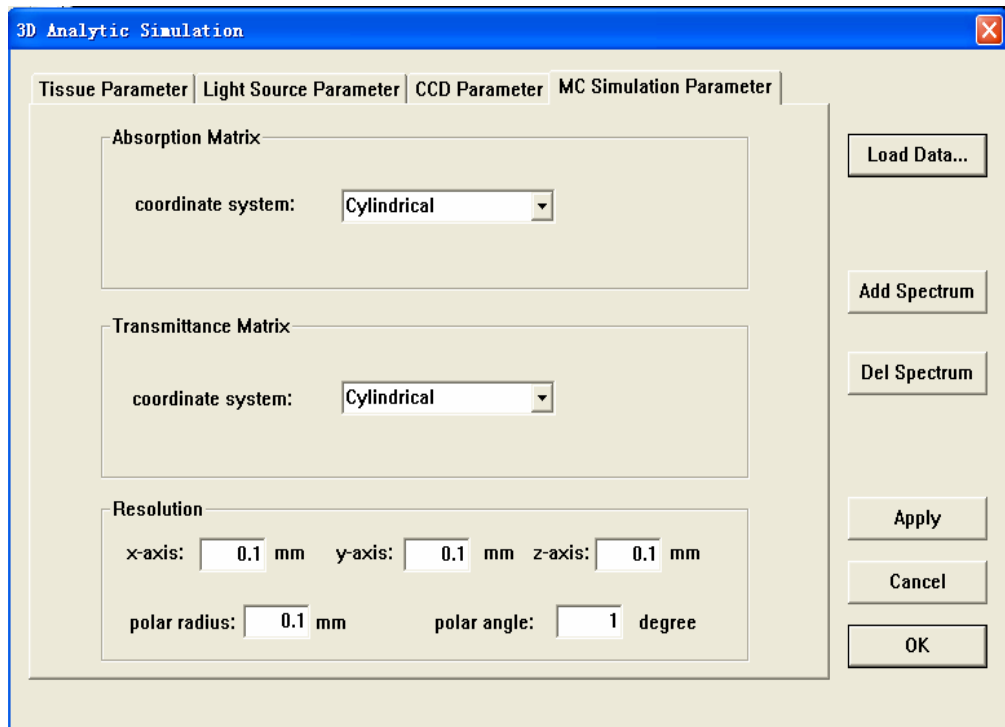 3D Analytic Simulation
Tissue Parameter Light Source Parameter CCD Parameter MC Simulation Parameter
Absorption Matrix
coordinate system: Cylindrical
Transmittance Matrix
coordinate system: Cylindrical
Resolution
x-axis: 0.1 mm y-axis: 0.1 mm z-axis: 0.1 mm
polar radius: 0.1 mm polar angle: 1 degree
Load Data...
Add Spectrum
Del Spectrum
Apply
Cancel
OK